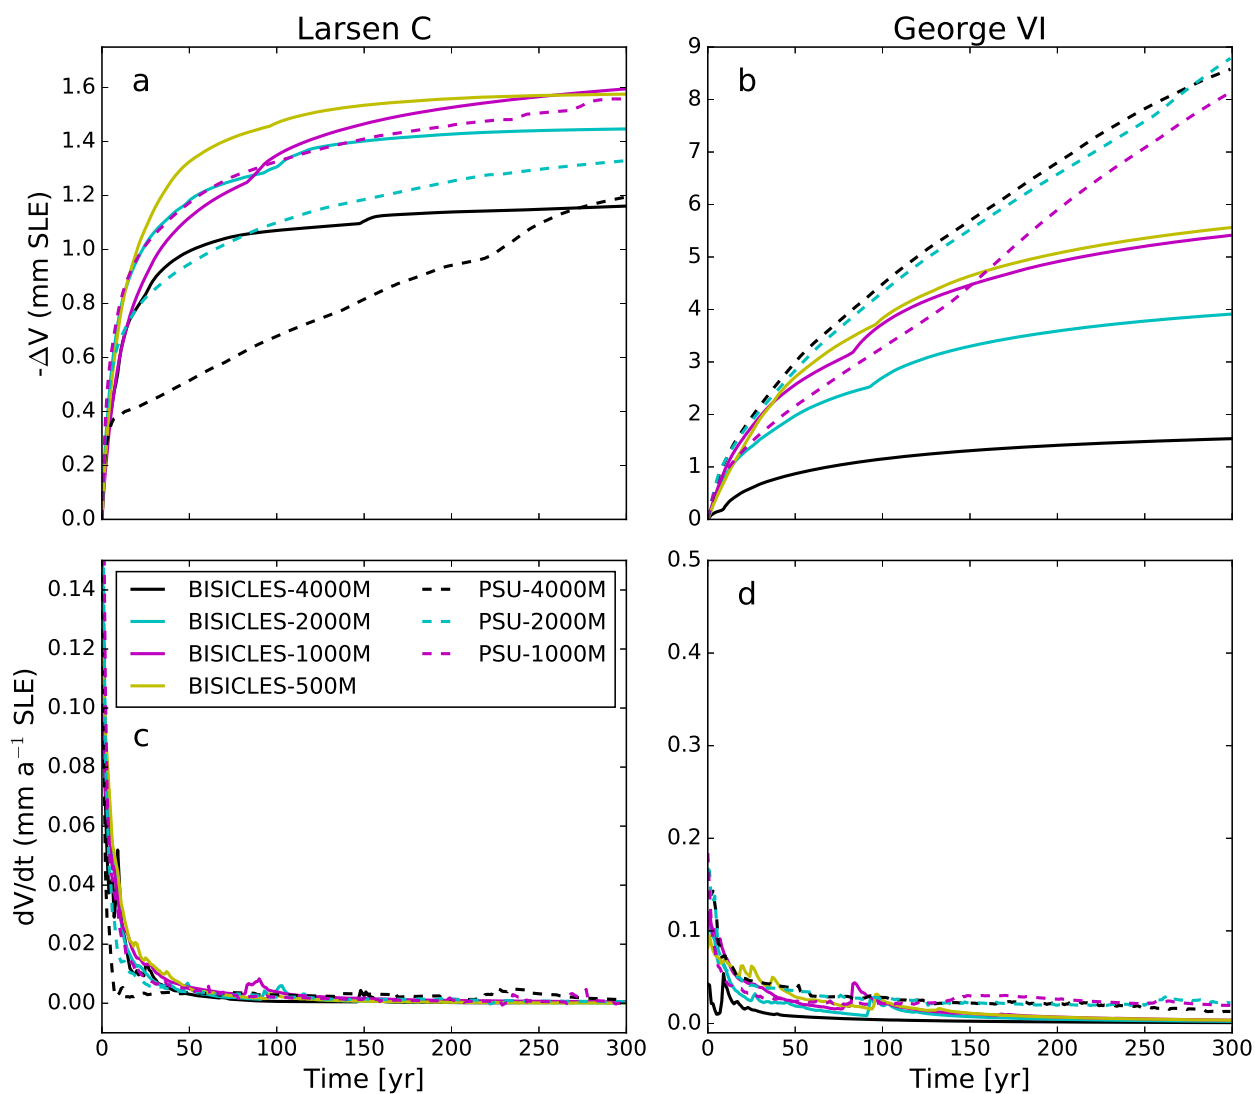 Larsen C
George VI
a
b
-ΔV (mm SLE)
1.6
1.4
1.2
1.0
0.8
0.6
0.4
0.2
0.0
9
8
7
6
5
4
3
2
1
0
BISICLES-4000M
BISICLES-2000M
BISICLES-1000M
BISICLES-500M
PSU-4000M
PSU-2000M
PSU-1000M
c
d
dV/dt (mm a⁻¹ SLE)
0.14
0.12
0.10
0.08
0.06
0.04
0.02
0.00
0.5
0.4
0.3
0.2
0.1
0.0
0 50 100 150 200 250 300
0 50 100 150 200 250 300
Time [yr]
Time [yr]